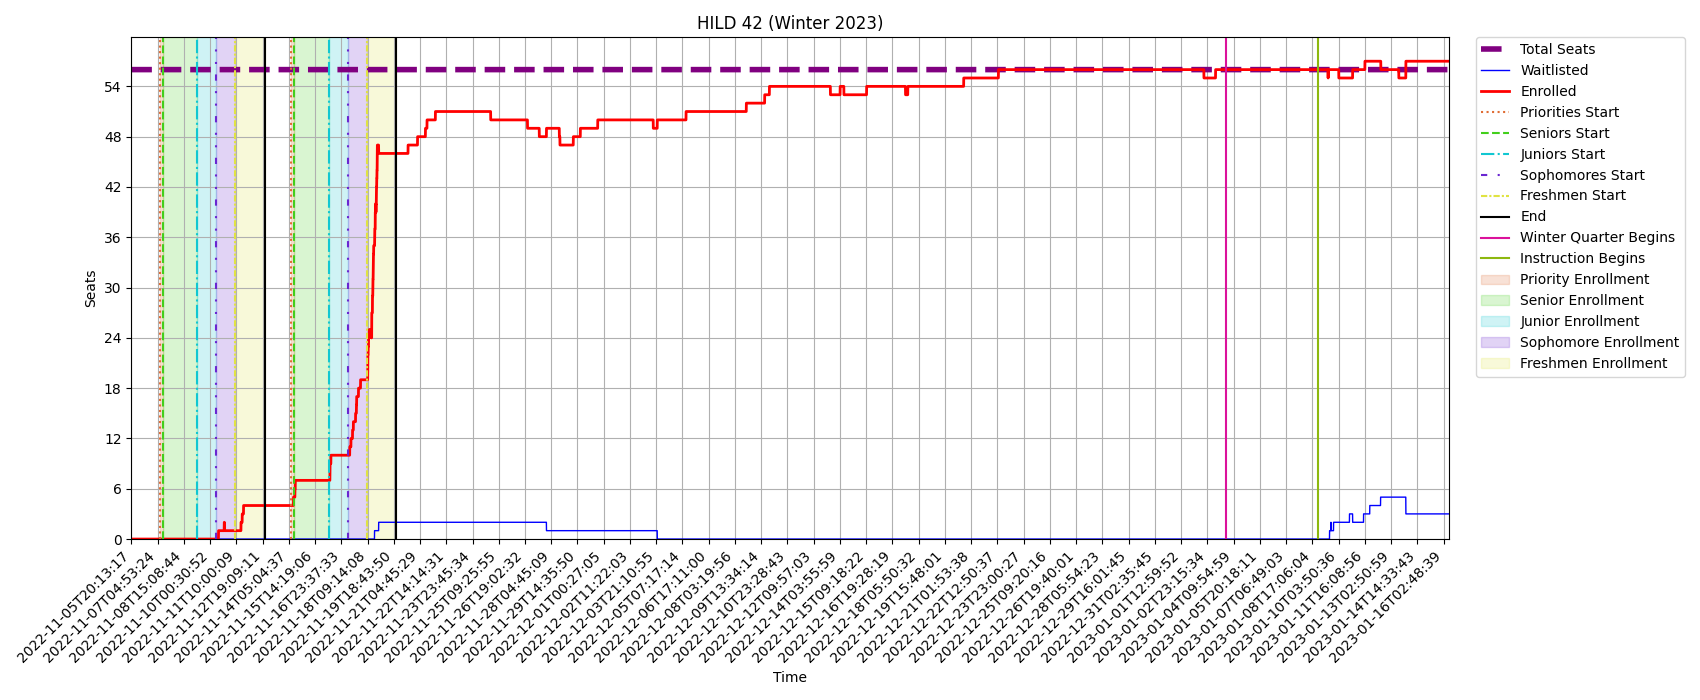 HILD 42 (Winter 2023)
Seats
54
48
42
36
30
24
18
12
6
0
2022-11-05T20:13:17
2022-11-07T04:53:24
2022-11-08T15:08:44
2022-11-10T00:30:52
2022-11-11T10:00:09
2022-11-12T19:09:11
2022-11-14T05:04:37
2022-11-15T14:19:06
2022-11-16T23:37:33
2022-11-18T09:14:08
2022-11-19T18:43:50
2022-11-21T04:45:29
2022-11-22T14:14:31
2022-11-23T23:45:34
2022-11-25T09:25:55
2022-11-26T19:02:32
2022-11-28T04:45:09
2022-11-29T14:35:50
2022-12-01T00:27:05
2022-12-02T11:22:03
2022-12-03T21:10:55
2022-12-05T07:17:14
2022-12-06T17:11:00
2022-12-08T03:19:56
2022-12-09T13:34:14
2022-12-10T23:28:43
2022-12-12T09:57:03
2022-12-14T03:55:59
2022-12-15T09:18:22
2022-12-16T19:28:19
2022-12-18T05:50:32
2022-12-19T15:48:01
2022-12-21T01:53:38
2022-12-22T12:50:37
2022-12-23T23:00:27
2022-12-25T09:20:16
2022-12-26T19:40:01
2022-12-28T05:54:23
2022-12-29T16:01:45
2022-12-31T02:35:45
2023-01-01T12:59:52
2023-01-02T23:15:34
2023-01-04T09:54:59
2023-01-05T20:18:11
2023-01-07T06:49:03
2023-01-08T17:06:04
2023-01-10T03:50:36
2023-01-11T16:08:56
2023-01-13T02:50:59
2023-01-14T14:33:43
2023-01-16T02:48:39
Time
Total Seats
Waitlisted
Enrolled
Priorities Start
Seniors Start
Juniors Start
Sophomores Start
Freshmen Start
End
Winter Quarter Begins
Instruction Begins
Priority Enrollment
Senior Enrollment
Junior Enrollment
Sophomore Enrollment
Freshmen Enrollment